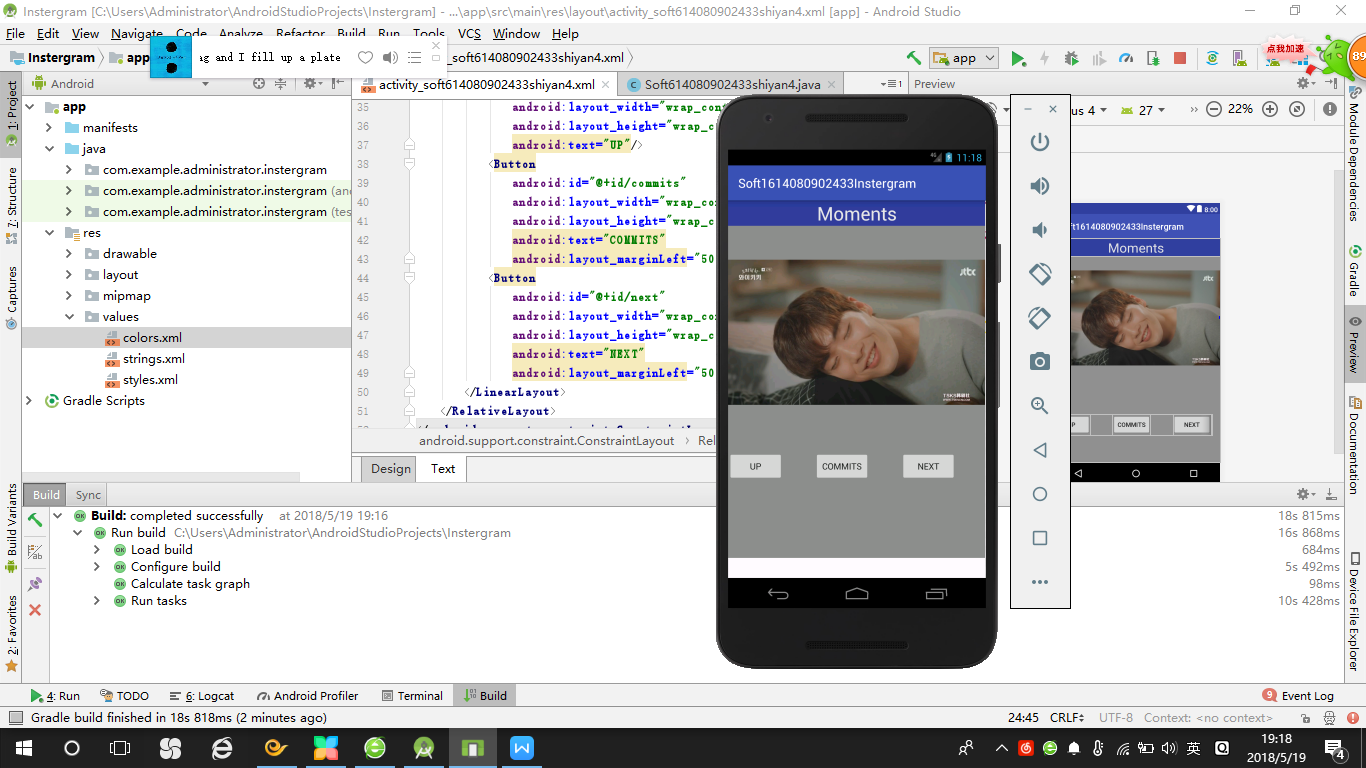 Instergram [C:\Users\Administrator\AndroidStudioProjects\Instergram] - ...\app\src\main\res\layout\activity_soft614080902433shiyan4.xml [app] - Android Studio
File Edit View Navigate Code Analyze Refactor Build Run Tools VCS Window Help
Instergram app ag and I fill up a plate _soft614080902433shiyan4.xml app 点我加速 89
Android activity_soft614080902433shiyan4.xml Soft614080902433shiyan4.java Preview
app
manifests
java
com.example.administrator.instergram
com.example.administrator.instergram (an
com.example.administrator.instergram (tes
res
drawable
layout
mipmap
values
colors.xml
strings.xml
styles.xml
Gradle Scripts
1: Project
7: Structure
Captures
Build Variants
2: Favorites
35 android:layout_width="wrap_con
36 android:layout_height="wrap_c
37 android:text="UP"/>
38 <Button
39 android:id="@+id/commits"
40 android:layout_width="wrap_co
41 android:layout_height="wrap_c
42 android:text="COMMITS"
43 android:layout_marginLeft="50
44 <Button
45 android:id="@+id/next"
46 android:layout_width="wrap_co
47 android:layout_height="wrap_c
48 android:text="NEXT"
49 android:layout_marginLeft="50
50 </LinearLayout>
51 </RelativeLayout>
android.support.constraint.ConstraintLayout Rel
Design Text
11:18
Soft1614080902433Instergram
Moments
와이키키
jtbc
UP COMMITS NEXT
us 4 27 22%
8:00
oft1614080902433Instergram
Moments
jtbc
P COMMITS NEXT
Module Dependencies
Gradle
Preview
Documentation
Device File Explorer
Build Sync
Build: completed successfully at 2018/5/19 19:16 18s 815ms
Run build C:\Users\Administrator\AndroidStudioProjects\Instergram 16s 868ms
Load build 684ms
Configure build 5s 492ms
Calculate task graph 98ms
Run tasks 10s 428ms
4: Run TODO 6: Logcat Android Profiler Terminal Build 9 Event Log
Gradle build finished in 18s 818ms (2 minutes ago) 24:45 CRLF UTF-8 Context: <no context>
英 19:18
2018/5/19 4